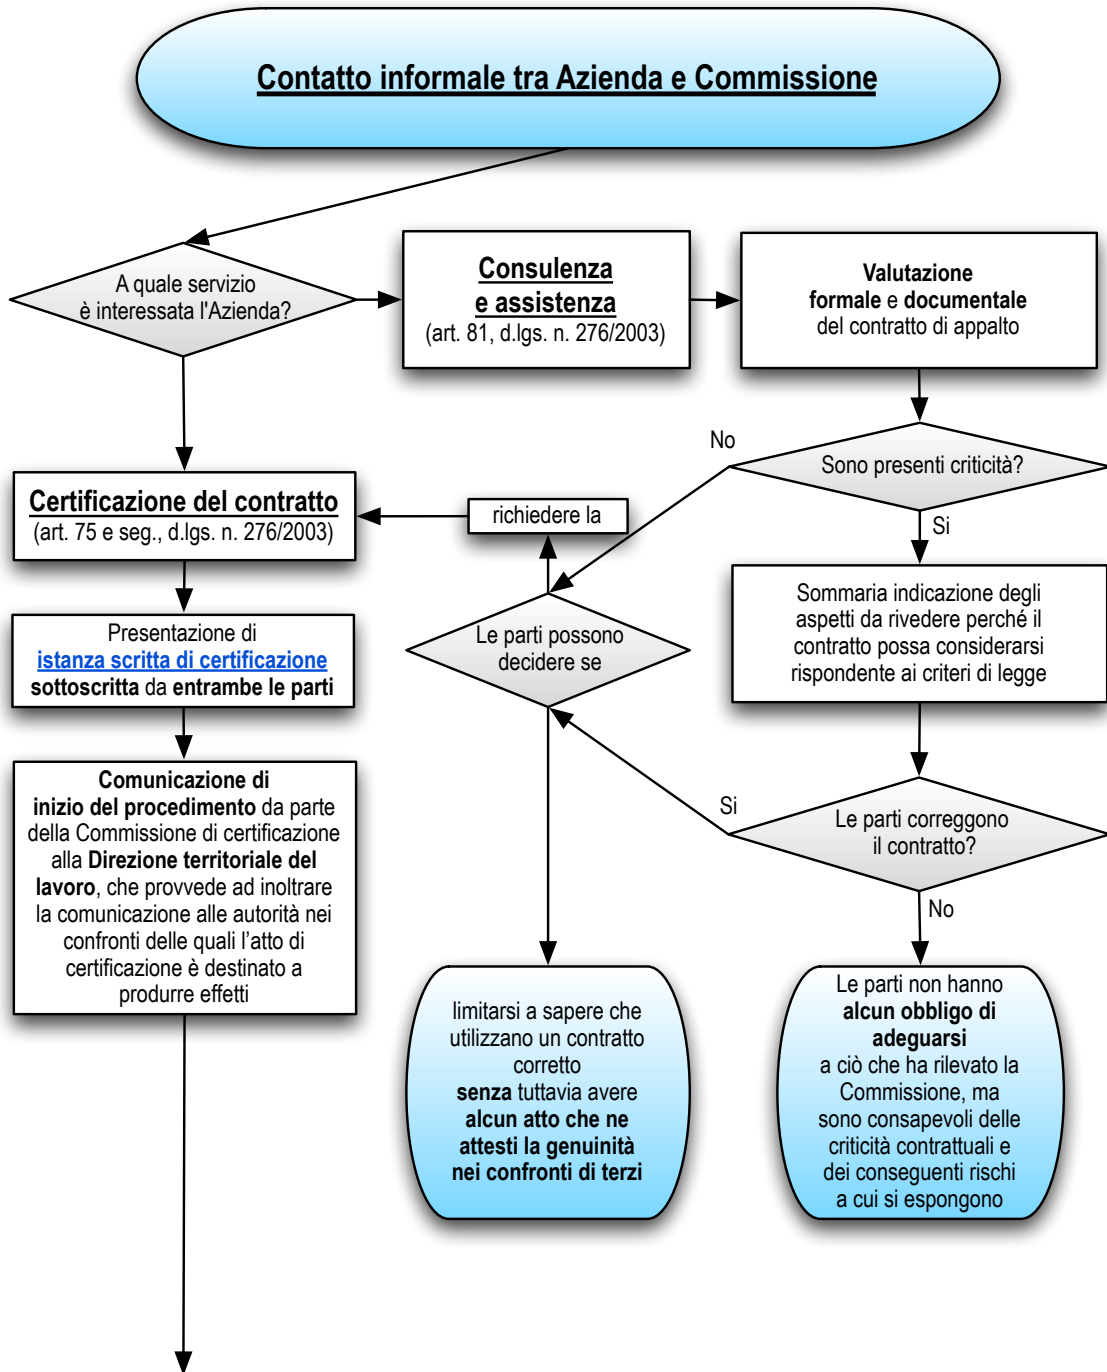 Contatto informale tra Azienda e Commissione
A quale servizio
è interessata l'Azienda?
Consulenza
e assistenza
(art. 81, d.lgs. n. 276/2003)
Valutazione
formale e documentale
del contratto di appalto
No
Sono presenti criticità?
Si
Certificazione del contratto
(art. 75 e seg., d.lgs. n. 276/2003)
richiedere la
Le parti possono
decidere se
Sommaria indicazione degli
aspetti da rivedere perché il
contratto possa considerarsi
rispondente ai criteri di legge
Presentazione di
istanza scritta di certificazione
sottoscritta da entrambe le parti
Comunicazione di
inizio del procedimento da parte
della Commissione di certificazione
alla Direzione territoriale del
lavoro, che provvede ad inoltrare
la comunicazione alle autorità nei
confronti delle quali l’atto di
certificazione è destinato a
produrre effetti
Si
Le parti correggono
il contratto?
No
limitarsi a sapere che
utilizzano un contratto
corretto
senza tuttavia avere
alcun atto che ne
attesti la genuinità
nei confronti di terzi
Le parti non hanno
alcun obbligo di
adeguarsi
a ciò che ha rilevato la
Commissione, ma
sono consapevoli delle
criticità contrattuali e
dei conseguenti rischi
a cui si espongono